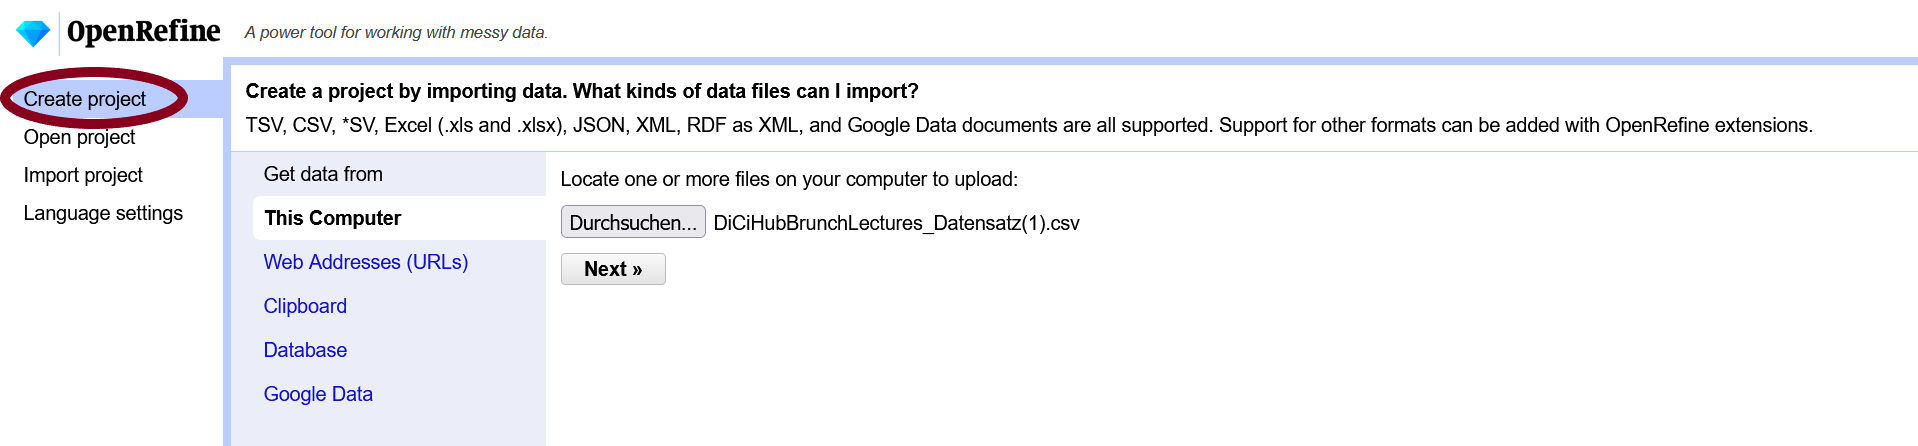 OpenRefine
A power tool for working with messy data.
Create project
Open project
Import project
Language settings
Create a project by importing data. What kinds of data files can I import?
TSV, CSV, *SV, Excel (.xls and .xlsx), JSON, XML, RDF as XML, and Google Data documents are all supported. Support for other formats can be added with OpenRefine extensions.
Get data from
This Computer
Web Addresses (URLs)
Clipboard
Database
Google Data
Locate one or more files on your computer to upload:
Durchsuchen... DiCiHubBrunchLectures_Datensatz(1).csv
Next »